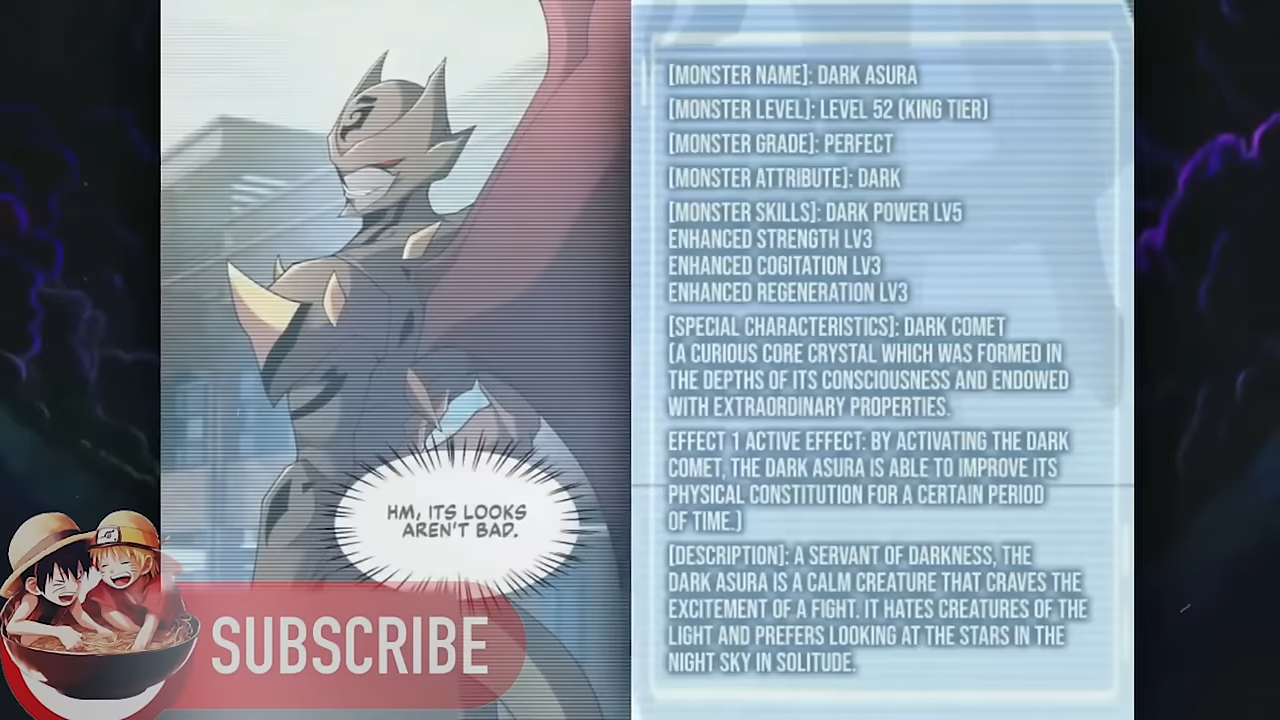 HM, ITS LOOKS
AREN'T BAD.
SUBSCRIBE
[MONSTER NAME]: DARK ASURA
[MONSTER LEVEL]: LEVEL 52 (KING TIER)
[MONSTER GRADE]: PERFECT
[MONSTER ATTRIBUTE]: DARK
[MONSTER SKILLS]: DARK POWER LV5
ENHANCED STRENGTH LV3
ENHANCED COGITATION LV3
ENHANCED REGENERATION LV3
[SPECIAL CHARACTERISTICS]: DARK COMET
(A CURIOUS CORE CRYSTAL WHICH WAS FORMED IN
THE DEPTHS OF ITS CONSCIOUSNESS AND ENDOWED
WITH EXTRAORDINARY PROPERTIES.
EFFECT 1 ACTIVE EFFECT: BY ACTIVATING THE DARK
COMET, THE DARK ASURA IS ABLE TO IMPROVE ITS
PHYSICAL CONSTITUTION FOR A CERTAIN PERIOD
OF TIME.)
[DESCRIPTION]: A SERVANT OF DARKNESS, THE
DARK ASURA IS A CALM CREATURE THAT CRAVES THE
EXCITEMENT OF A FIGHT. IT HATES CREATURES OF THE
LIGHT AND PREFERS LOOKING AT THE STARS IN THE
NIGHT SKY IN SOLITUDE.